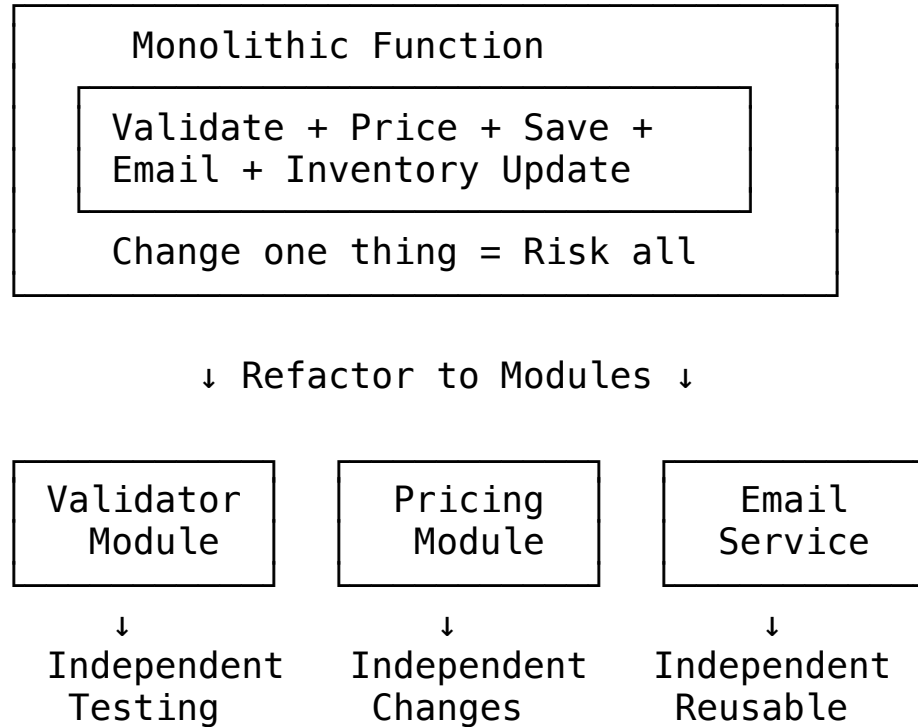 Monolithic Function
Validate + Price + Save +
Email + Inventory Update
Change one thing = Risk all
↓ Refactor to Modules ↓
Validator Pricing Email
Module Module Service
↓ ↓ ↓
Independent Independent Independent
Testing Changes Reusable